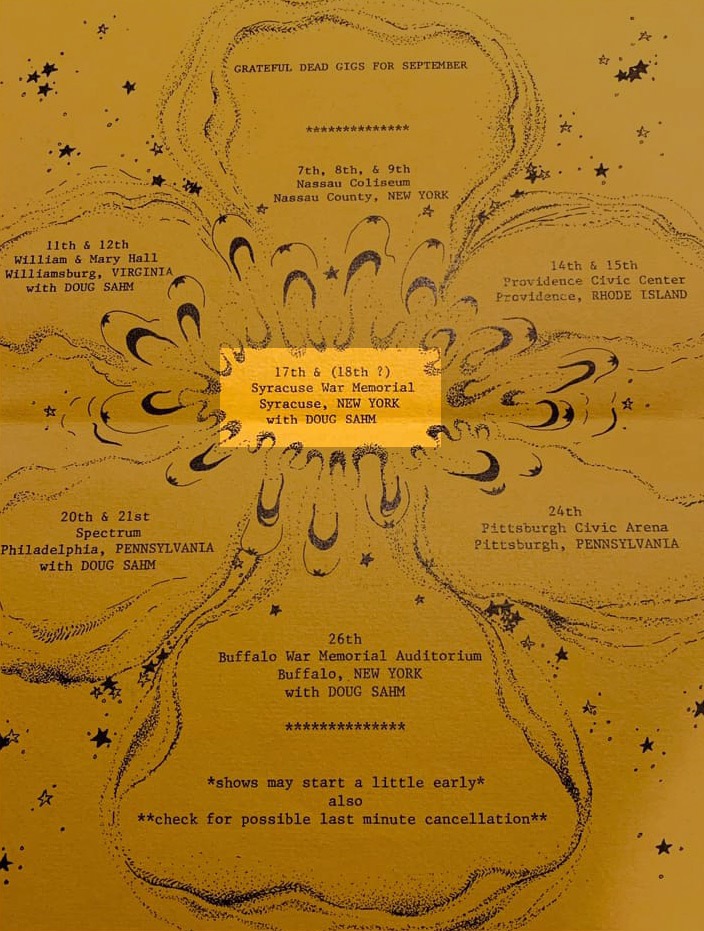 GRATEFUL DEAD GIGS FOR SEPTEMBER
**************
7th, 8th, & 9th
Nassau Coliseum
Nassau County, NEW YORK
11th & 12th
William & Mary Hall
Williamsburg, VIRGINIA
with DOUG SAHM
14th & 15th
Providence Civic Center
Providence, RHODE ISLAND
17th & (18th ?)
Syracuse War Memorial
Syracuse, NEW YORK
with DOUG SAHM
20th & 21st
Spectrum
Philadelphia, PENNSYLVANIA
with DOUG SAHM
24th
Pittsburgh Civic Arena
Pittsburgh, PENNSYLVANIA
26th
Buffalo War Memorial Auditorium
Buffalo, NEW YORK
with DOUG SAHM
**************
*shows may start a little early*
also
**check for possible last minute cancellation**